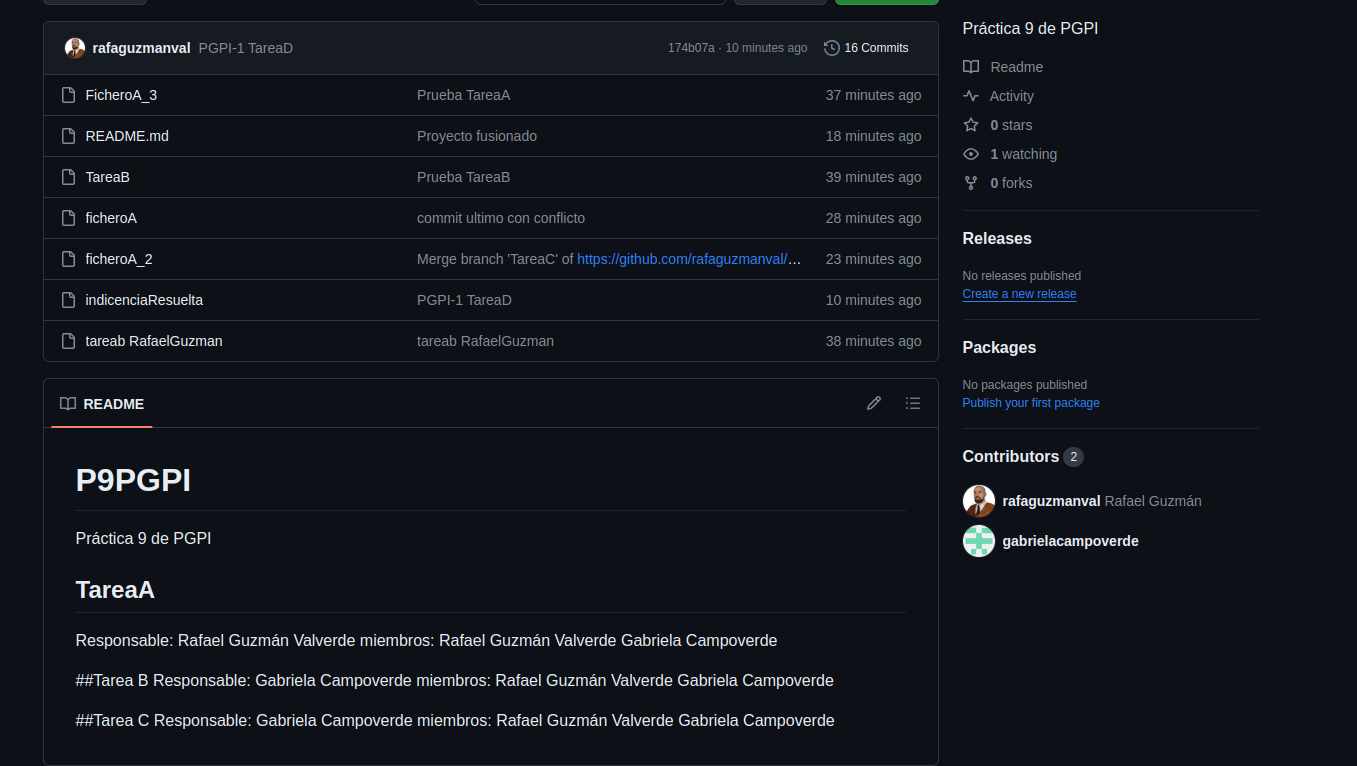 rafaguzmanval PGPI-1 TareaD 174b07a · 10 minutes ago 16 Commits
FicheroA_3 Prueba TareaA 37 minutes ago
README.md Proyecto fusionado 18 minutes ago
TareaB Prueba TareaB 39 minutes ago
ficheroA commit ultimo con conflicto 28 minutes ago
ficheroA_2 Merge branch 'TareaC' of https://github.com/rafaguzmanval/... 23 minutes ago
indicenciaResuelta PGPI-1 TareaD 10 minutes ago
tareab RafaelGuzman tareab RafaelGuzman 38 minutes ago
README
P9PGPI
Práctica 9 de PGPI
TareaA
Responsable: Rafael Guzmán Valverde miembros: Rafael Guzmán Valverde Gabriela Campoverde
##Tarea B Responsable: Gabriela Campoverde miembros: Rafael Guzmán Valverde Gabriela Campoverde
##Tarea C Responsable: Gabriela Campoverde miembros: Rafael Guzmán Valverde Gabriela Campoverde
Práctica 9 de PGPI
Readme
Activity
0 stars
1 watching
0 forks
Releases
No releases published
Create a new release
Packages
No packages published
Publish your first package
Contributors 2
rafaguzmanval Rafael Guzmán
gabrielacampoverde